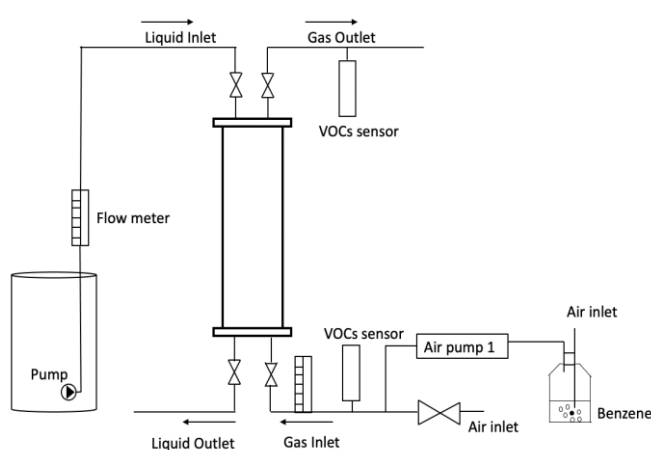 Liquid Inlet
Gas Outlet
VOCs sensor
Flow meter
Air inlet
VOCs sensor
Air pump 1
Pump
Benzene
Air inlet
Liquid Outlet
Gas Inlet